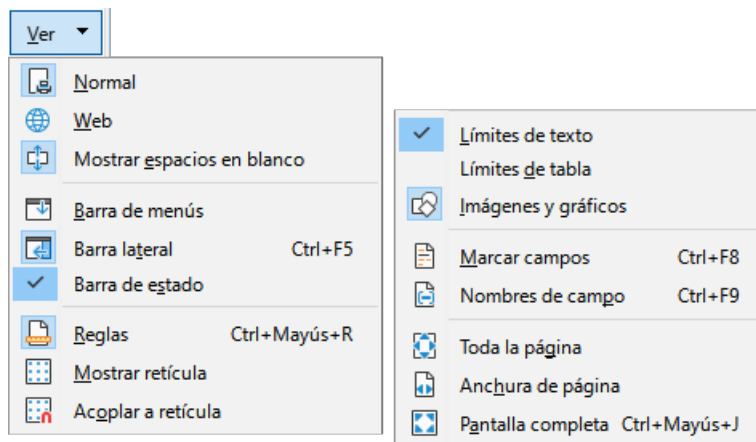 Ver
Normal
Web
Mostrar espacios en blanco
Barra de menús
Barra lateral Ctrl+F5
Barra de estado
Reglas Ctrl+Mayús+R
Mostrar retícula
Acoplar a retícula
Límites de texto
Límites de tabla
Imágenes y gráficos
Marcar campos Ctrl+F8
Nombres de campo Ctrl+F9
Toda la página
Anchura de página
Pantalla completa Ctrl+Mayús+J